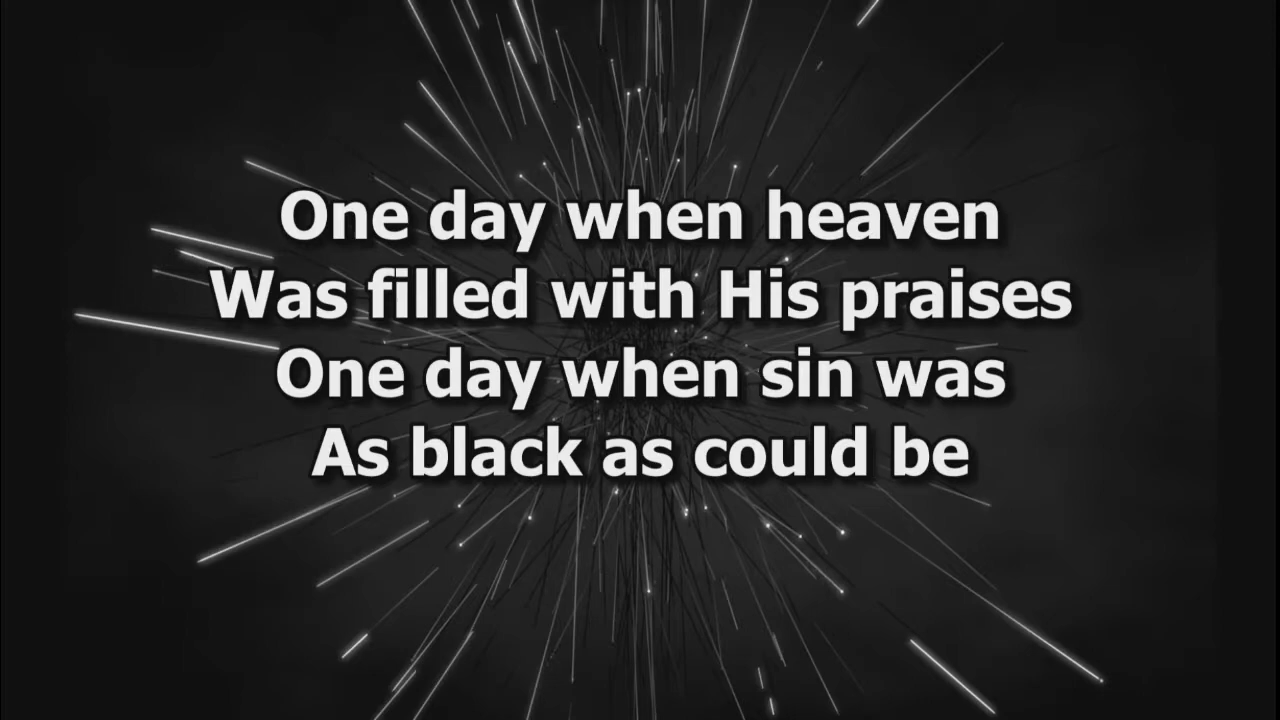 One day when heaven
Was filled with His praises
One day when sin was
As black as could be